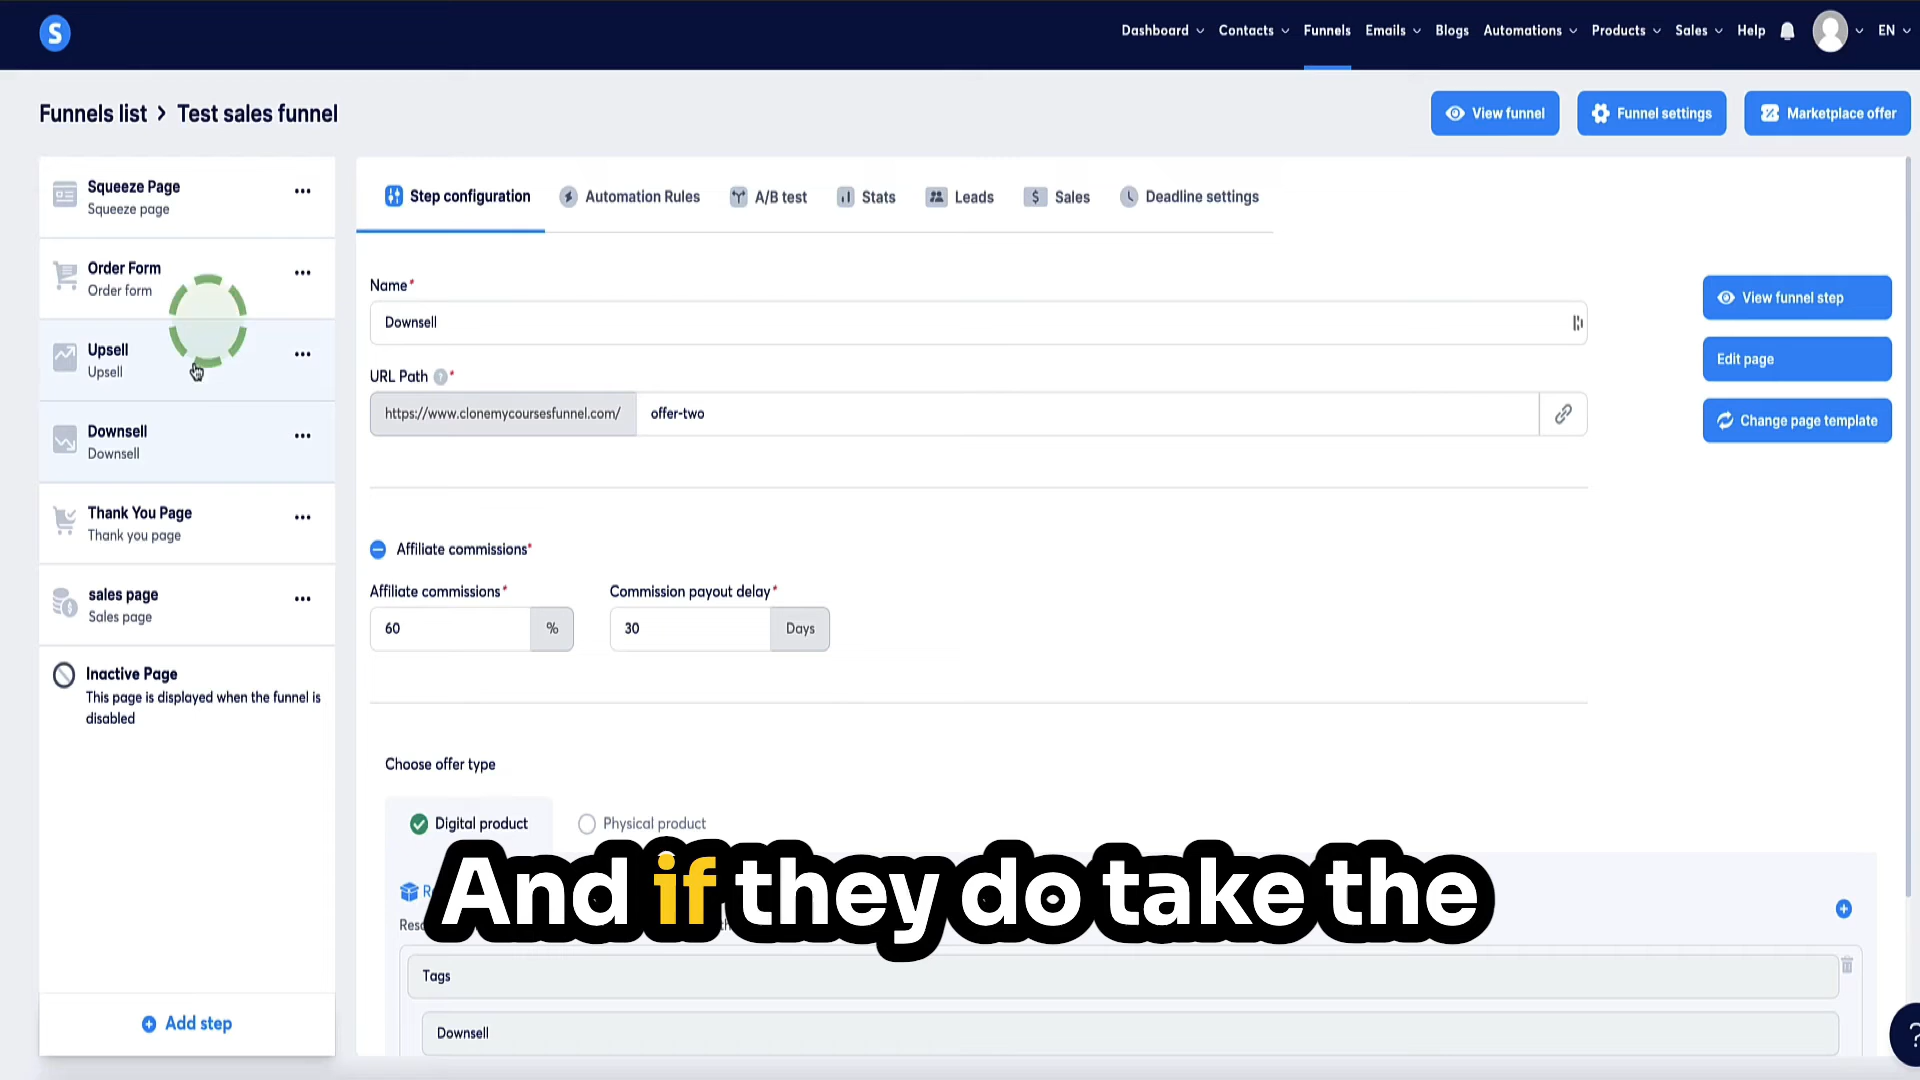 S
Dashboard
Contacts
Funnels
Emails
Blogs
Automations
Products
Sales
Help
EN
Funnels list > Test sales funnel
View funnel
Funnel settings
Marketplace offer
Squeeze Page
Squeeze page
Order Form
Order form
Upsell
Upsell
Downsell
Downsell
Thank You Page
Thank you page
sales page
Sales page
Inactive Page
This page is displayed when the funnel is
disabled
Add step
Step configuration
Automation Rules
A/B test
Stats
Leads
Sales
Deadline settings
Name*
Downsell
URL Path ? *
https://www.clonemycoursesfunnel.com/
offer-two
View funnel step
Edit page
Change page template
Affiliate commissions*
Affiliate commissions*
60 %
Commission payout delay*
30 Days
Choose offer type
Digital product
Physical product
And if they do take the
Tags
Downsell
?